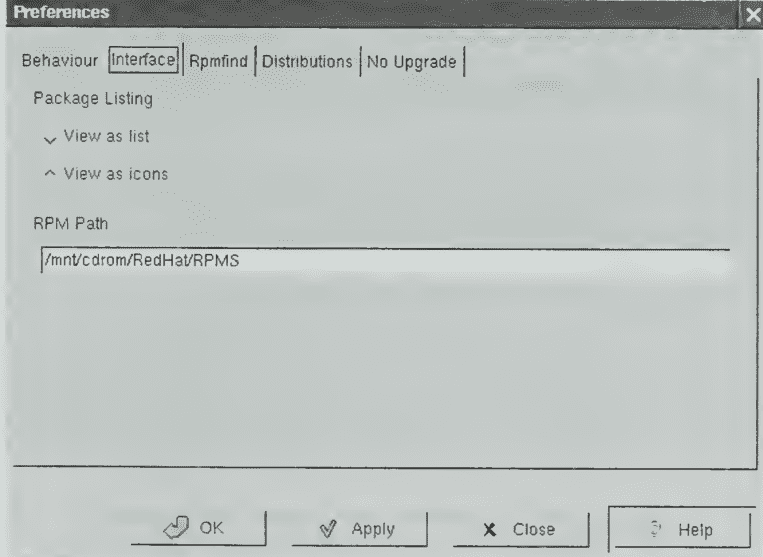 Preferences
Behaviour Interface Rpmfind Distributions No Upgrade
Package Listing
View as list
View as icons
RPM Path
/mnt/cdrom/RedHat/RPMS
OK Apply Close Help